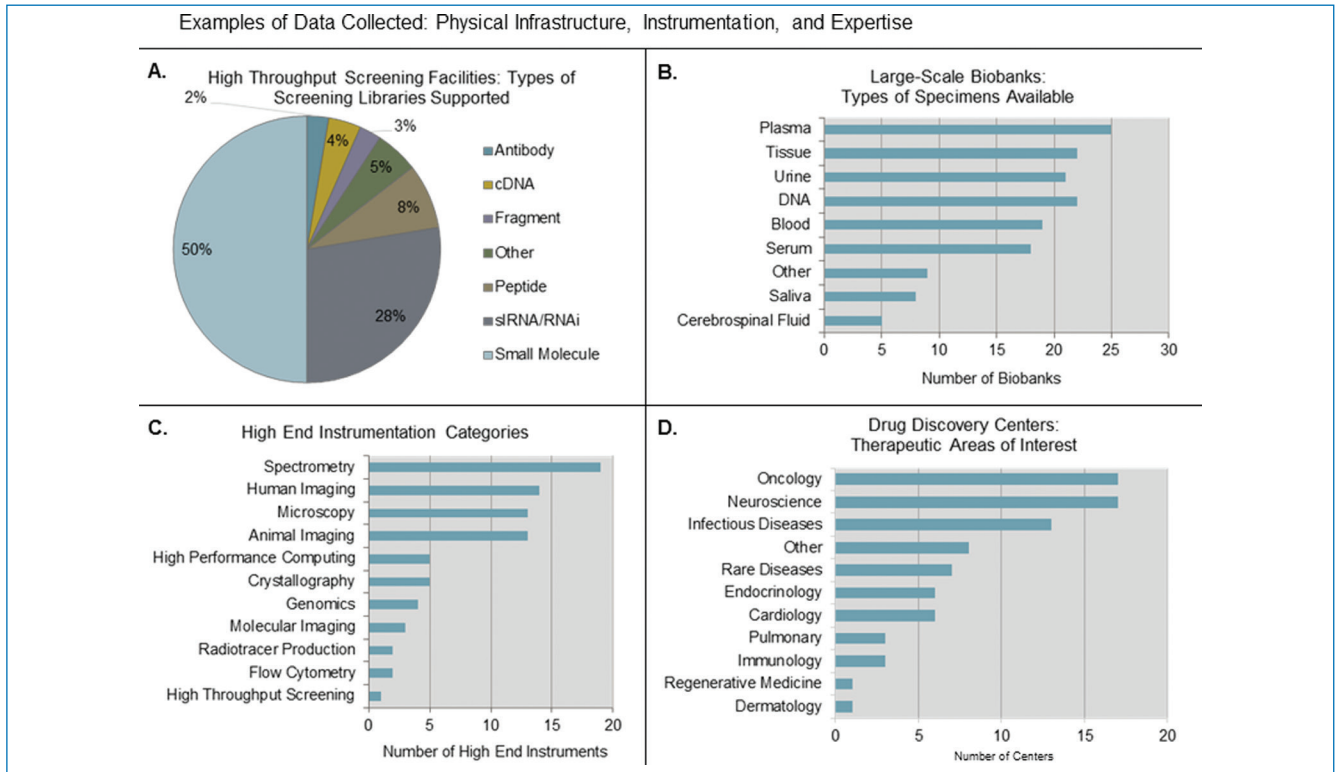 Examples of Data Collected: Physical Infrastructure, Instrumentation, and Expertise
A.
High Throughput Screening Facilities: Types of
Screening Libraries Supported
2%
4%
3%
5%
8%
28%
50%
Antibody
cDNA
Fragment
Other
Peptide
sIRNA/RNAi
Small Molecule
B.
Large-Scale Biobanks:
Types of Specimens Available
Plasma
Tissue
Urine
DNA
Blood
Serum
Other
Saliva
Cerebrospinal Fluid
0 5 10 15 20 25 30
Number of Biobanks
C.
High End Instrumentation Categories
Spectrometry
Human Imaging
Microscopy
Animal Imaging
High Performance Computing
Crystallography
Genomics
Molecular Imaging
Radiotracer Production
Flow Cytometry
High Throughput Screening
0 5 10 15 20
Number of High End Instruments
D.
Drug Discovery Centers:
Therapeutic Areas of Interest
Oncology
Neuroscience
Infectious Diseases
Other
Rare Diseases
Endocrinology
Cardiology
Pulmonary
Immunology
Regenerative Medicine
Dermatology
0 5 10 15 20
Number of Centers